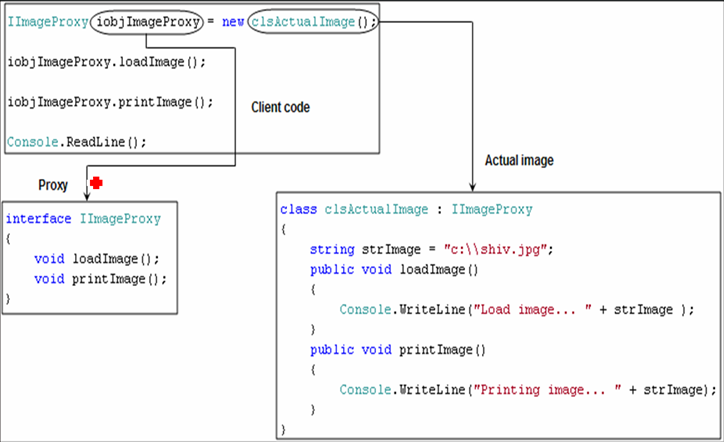 IImageProxy iobjImageProxy = new clsActualImage();
iobjImageProxy.loadImage();
iobjImageProxy.printImage();
Client code
Console.ReadLine();
Actual image
Proxy
interface IImageProxy
{
void loadImage();
void printImage();
}
class clsActualImage : IImageProxy
{
string strImage = "c:\\shiv.jpg";
public void loadImage()
{
Console.WriteLine("Load image... " + strImage );
}
public void printImage()
{
Console.WriteLine("Printing image... " + strImage);
}
}